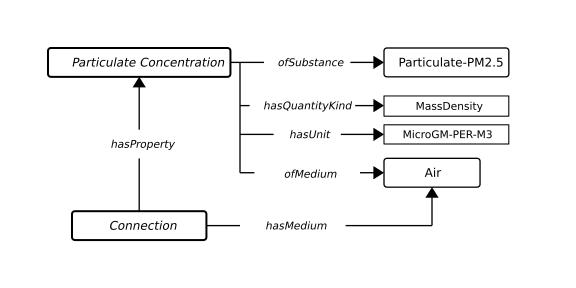 Particulate Concentration
ofSubstance
Particulate-PM2.5
hasQuantityKind
MassDensity
hasUnit
MicroGM-PER-M3
hasProperty
ofMedium
Air
Connection
hasMedium